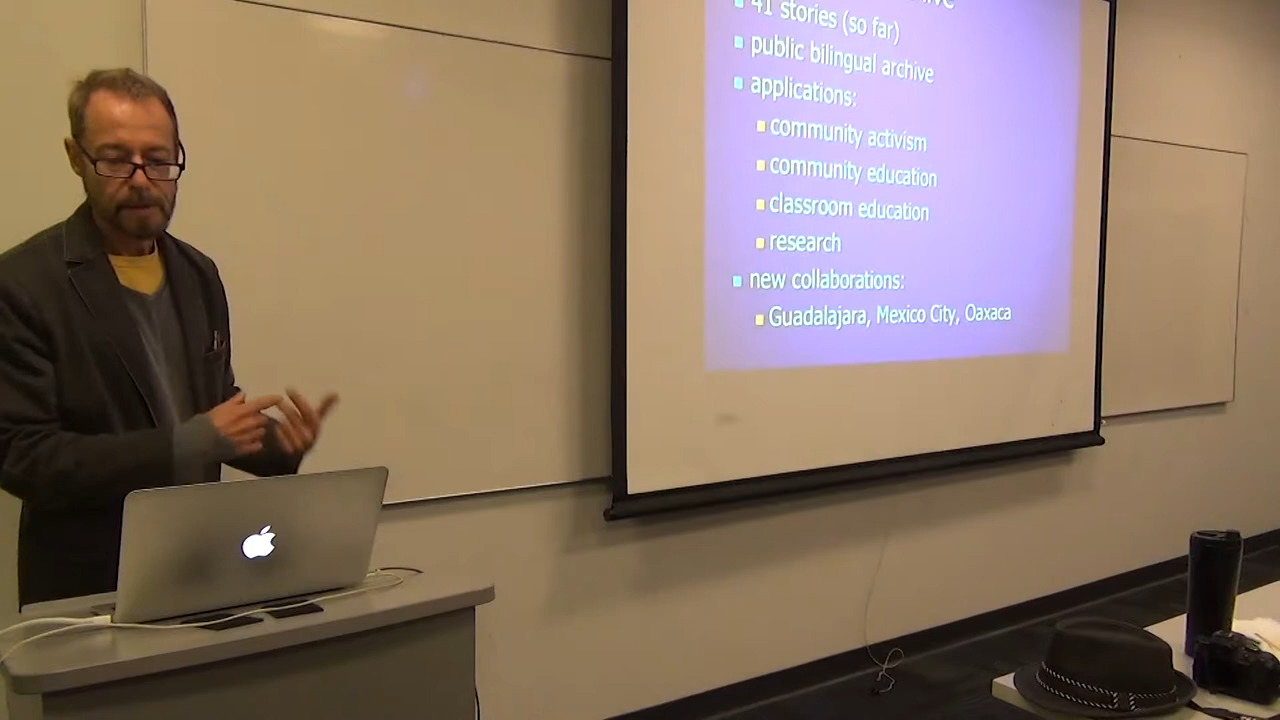 41 stories (so far)
public bilingual archive
applications:
community activism
community education
classroom education
research
new collaborations:
Guadalajara, Mexico City, Oaxaca